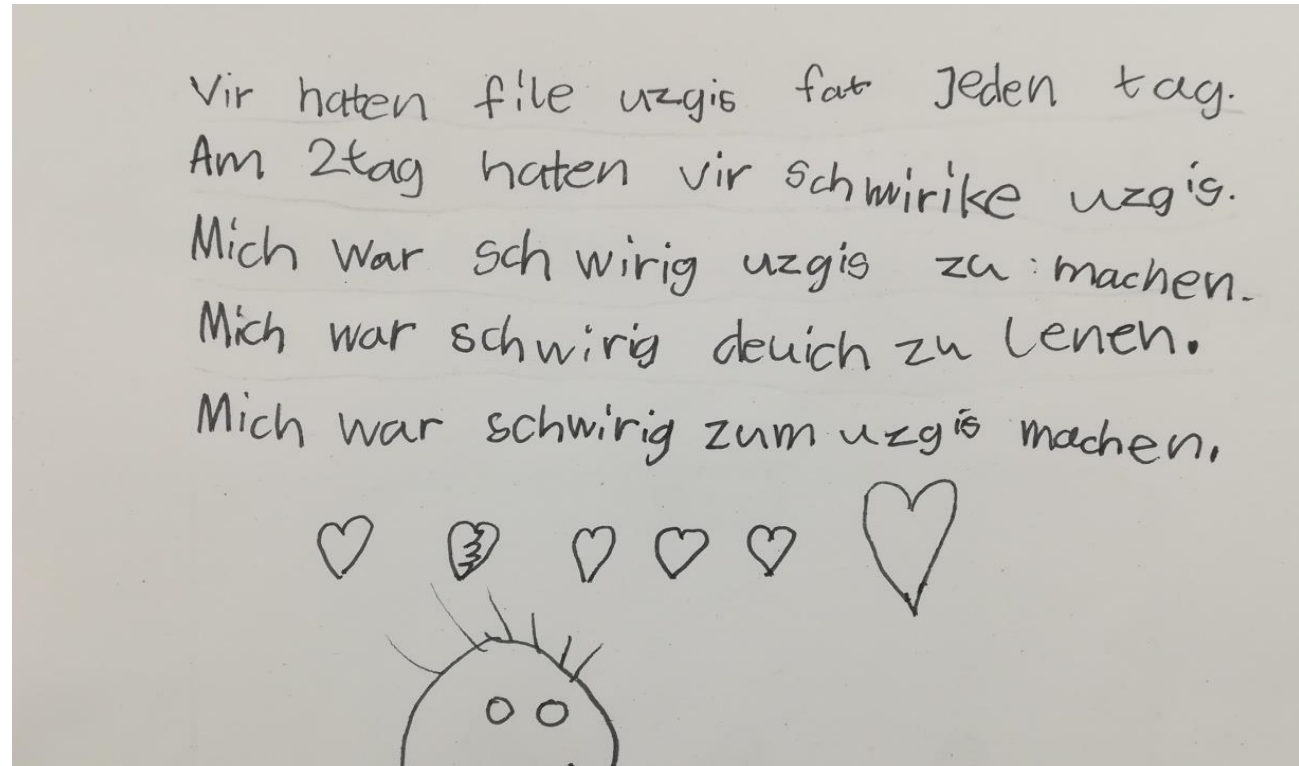 Vir haten file uzgis fat Jeden tag.
Am 2tag haten vir schwirike uzgis.
Mich war schwirig uzgis zu machen.
Mich war schwirig deuich zu lenen.
Mich war schwirig zum uzgis machen.